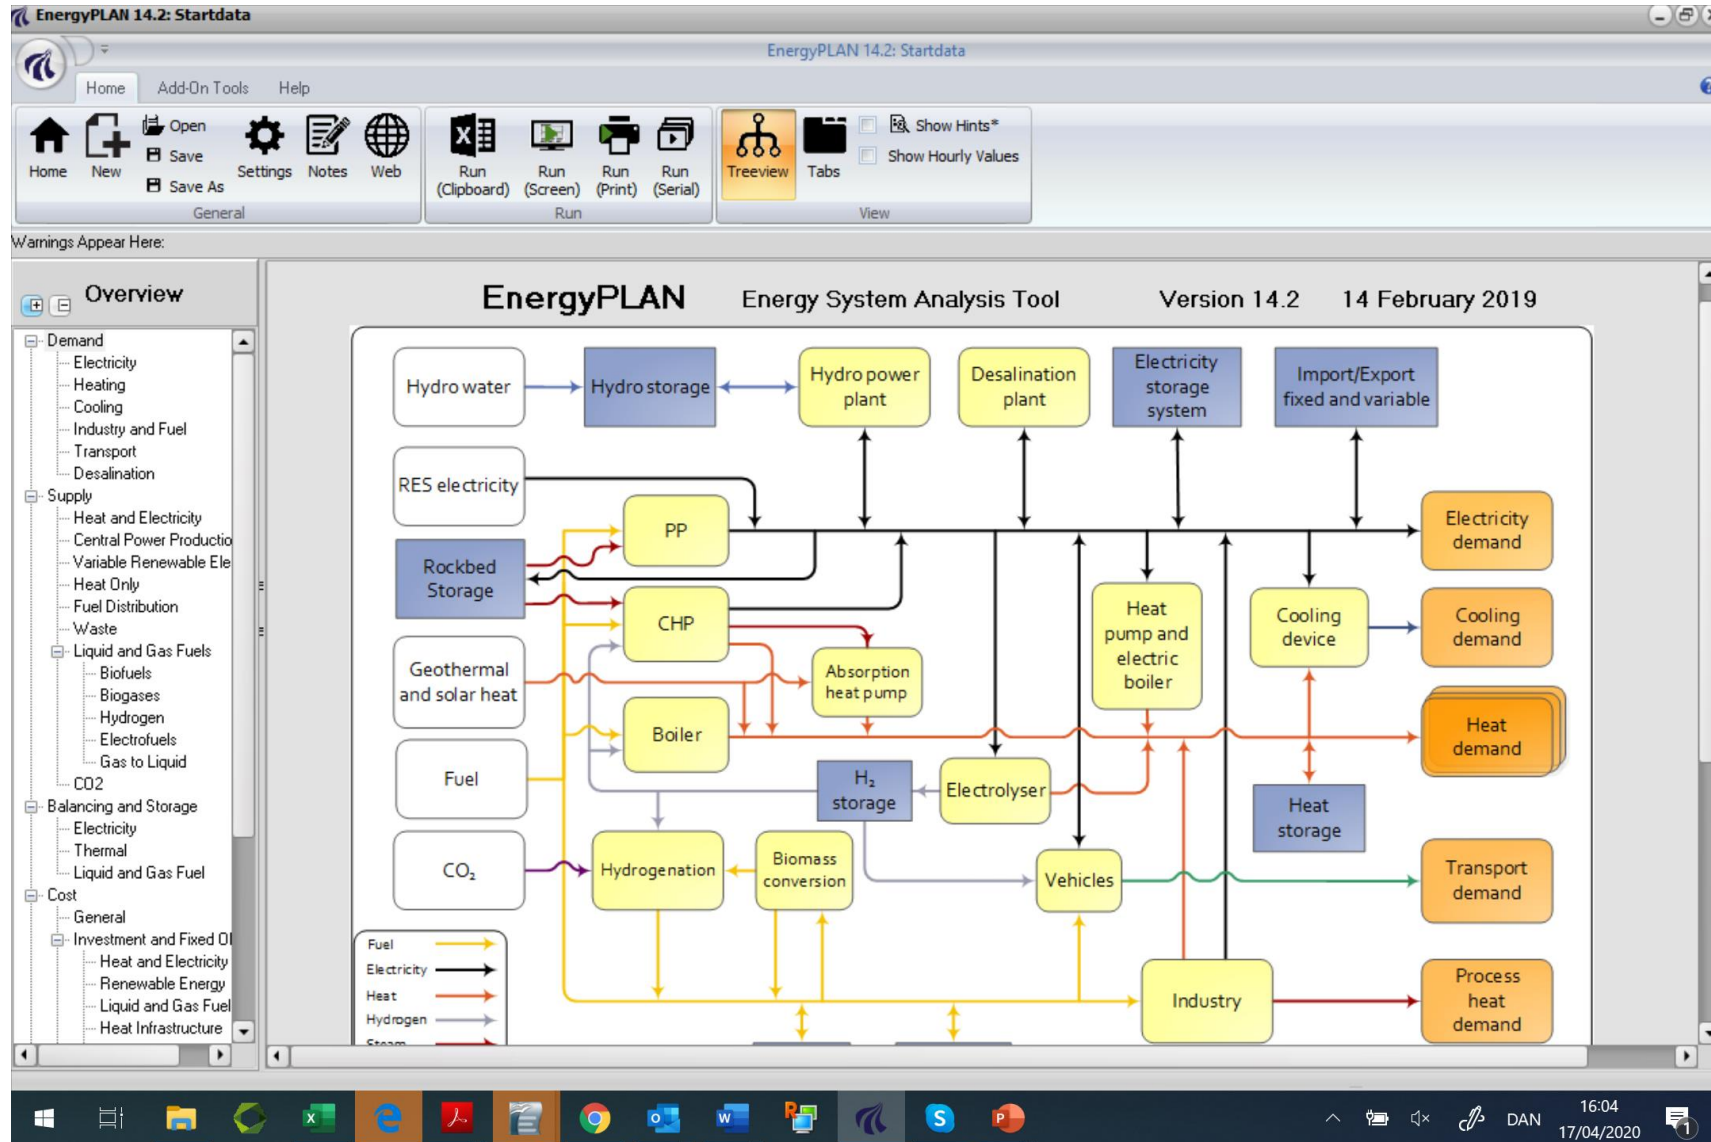 EnergyPLAN 14.2: Startdata
EnergyPLAN 14.2: Startdata
Home Add-On Tools Help
Home
New
Open
Save
Save As
Settings
Notes
Web
General
Run
(Clipboard)
Run
(Screen)
Run
(Print)
Run
(Serial)
Run
Treeview
Tabs
Show Hints*
Show Hourly Values
View
Warnings Appear Here:
Overview
Demand
Electricity
Heating
Cooling
Industry and Fuel
Transport
Desalination
Supply
Heat and Electricity
Central Power Productio
Variable Renewable Ele
Heat Only
Fuel Distribution
Waste
Liquid and Gas Fuels
Biofuels
Biogases
Hydrogen
Electrofuels
Gas to Liquid
CO2
Balancing and Storage
Electricity
Thermal
Liquid and Gas Fuel
Cost
General
Investment and Fixed O
Heat and Electricity
Renewable Energy
Liquid and Gas Fuel
Heat Infrastructure
EnergyPLAN Energy System Analysis Tool Version 14.2 14 February 2019
Hydro water
Hydro storage
Hydro power
plant
Desalination
plant
Electricity
storage
system
Import/Export
fixed and variable
RES electricity
PP
Electricity
demand
Rockbed
Storage
CHP
Heat
pump and
electric
boiler
Cooling
device
Cooling
demand
Geothermal
and solar heat
Absorption
heat pump
Boiler
Heat
demand
Fuel
H₂
storage
Electrolyser
Heat
storage
CO₂
Hydrogenation
Biomass
conversion
Vehicles
Transport
demand
Fuel
Electricity
Heat
Hydrogen
Steam
Industry
Process
heat
demand
DAN
16:04
17/04/2020
1